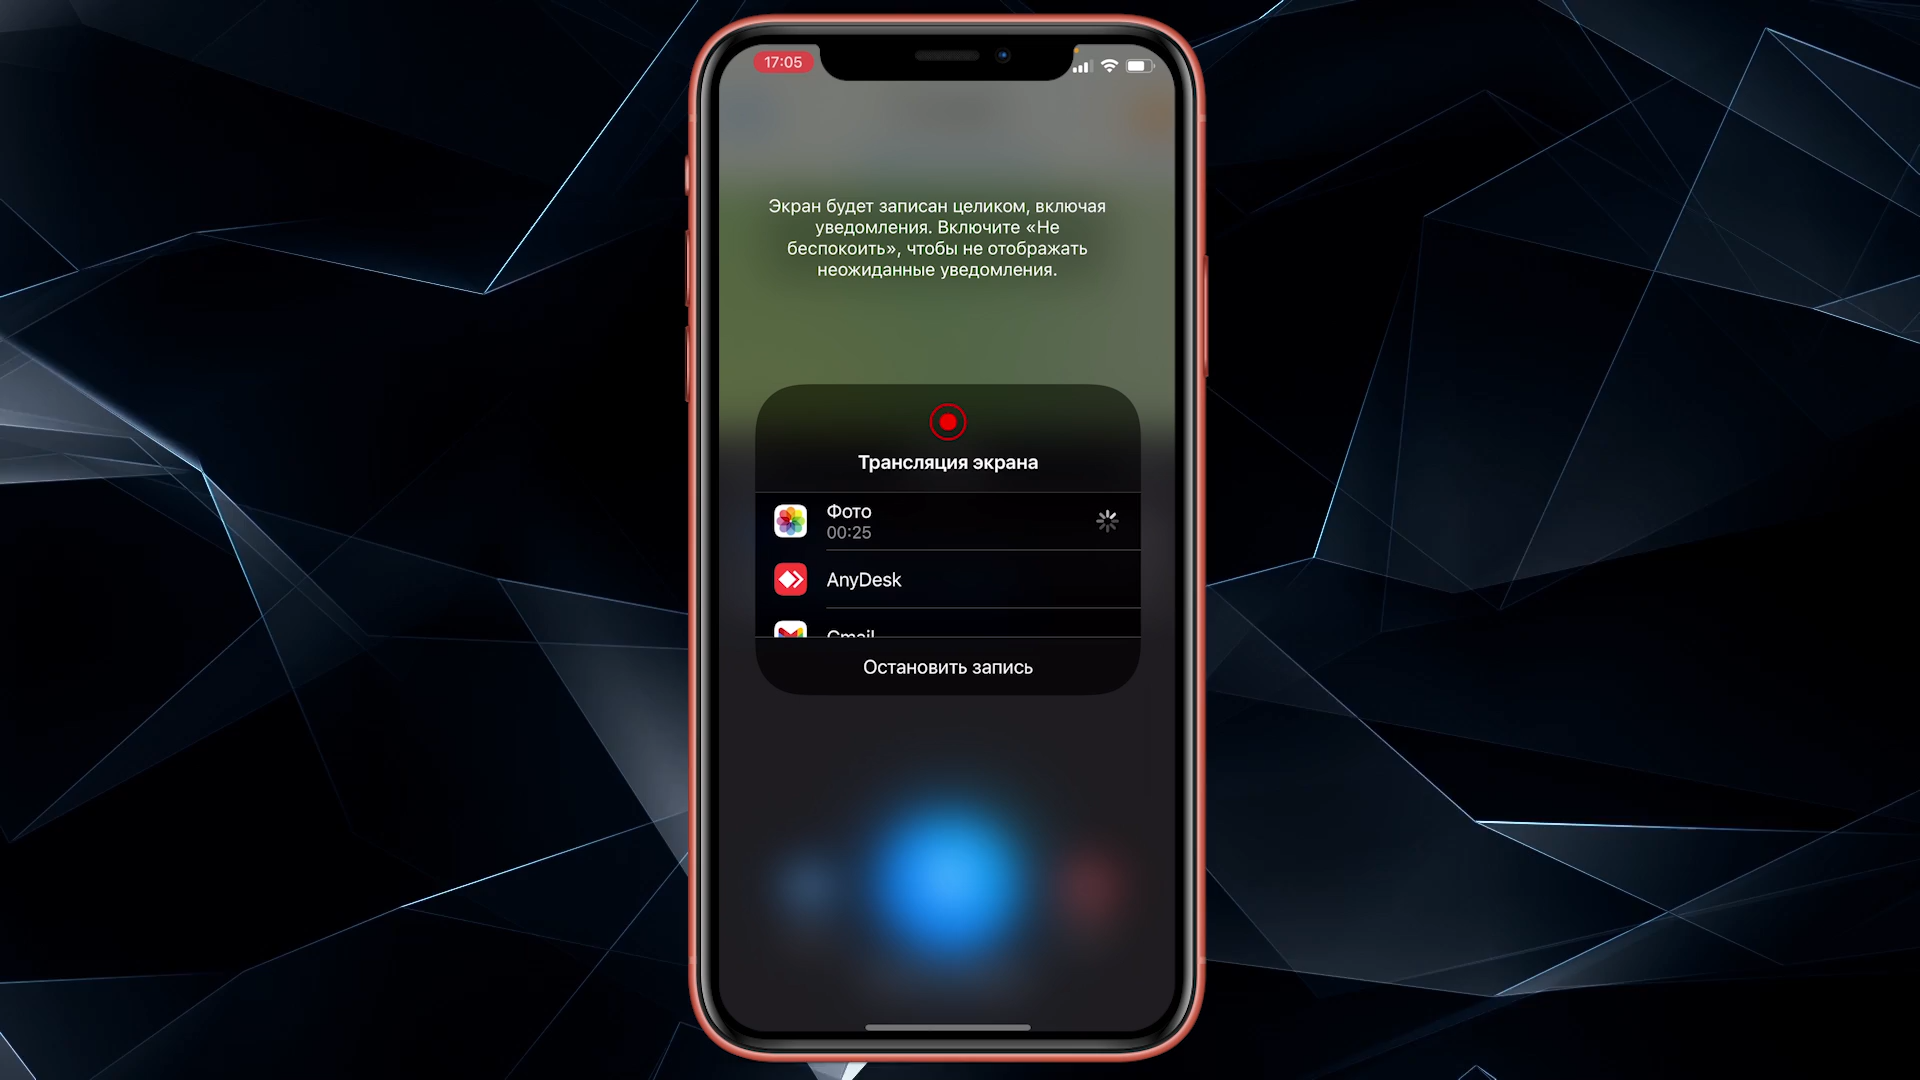 17:05
Экран будет записан целиком, включая
уведомления. Включите «Не
беспокоить», чтобы не отображать
неожиданные уведомления.
Трансляция экрана
Фото
00:25
AnyDesk
Gmail
Остановить запись